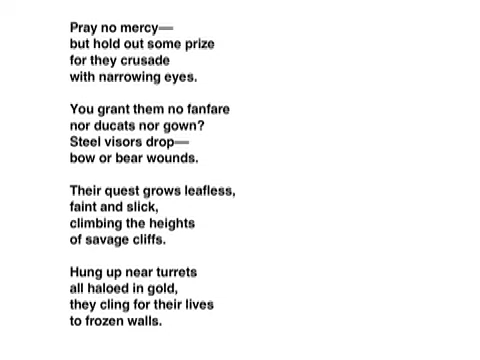 Pray no mercy—
but hold out some prize
for they crusade
with narrowing eyes.

You grant them no fanfare
nor ducats nor gown?
Steel visors drop—
bow or bear wounds.

Their quest grows leafless,
faint and slick,
climbing the heights
of savage cliffs.

Hung up near turrets
all haloed in gold,
they cling for their lives
to frozen walls.